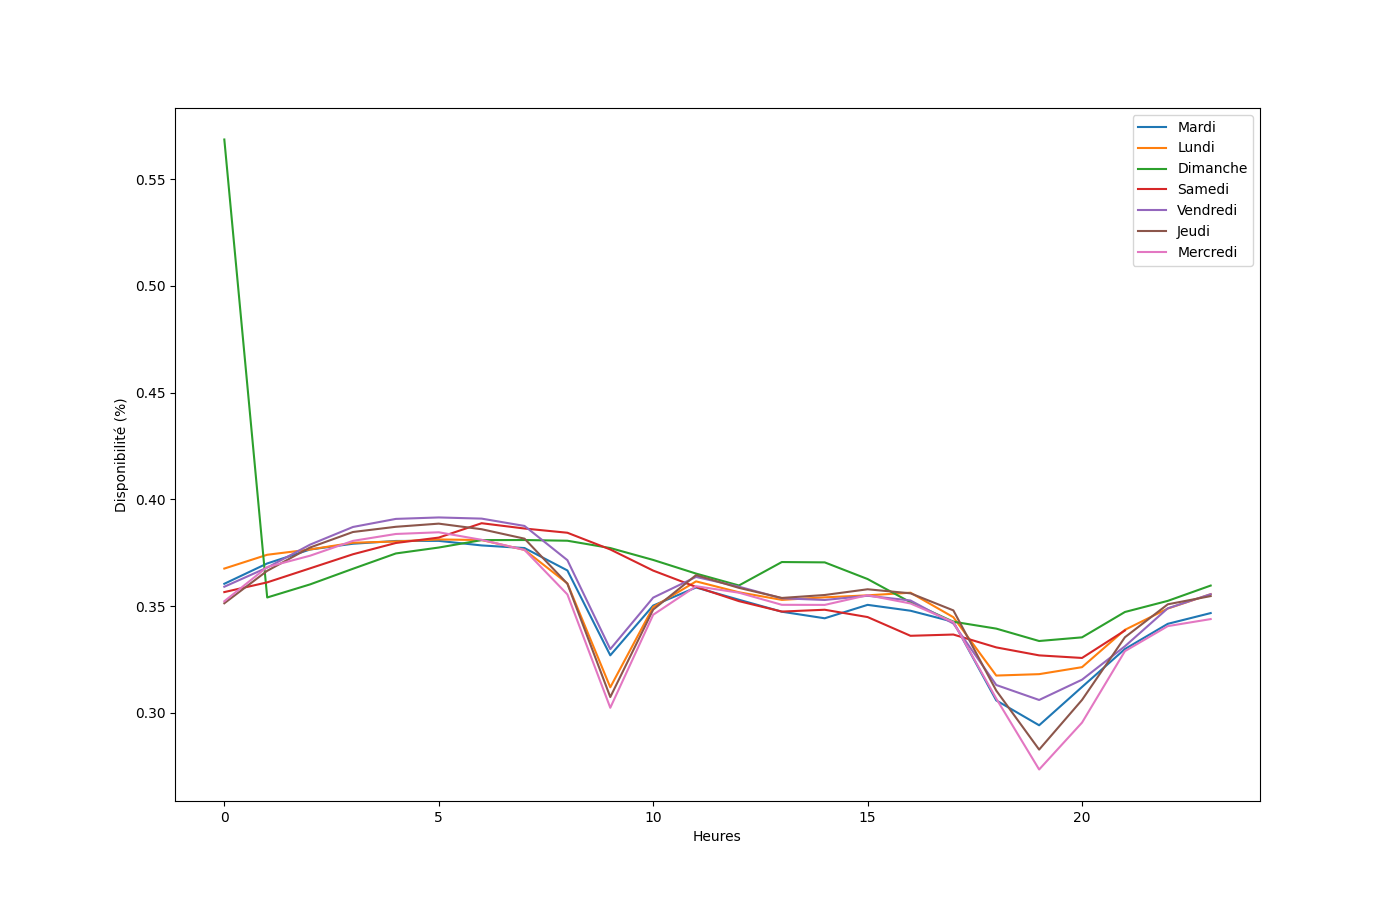 Mardi
Lundi
Dimanche
Samedi
Vendredi
Jeudi
Mercredi
0.55
0.50
0.45
0.40
0.35
0.30
Disponibilité (%)
0 5 10 15 20
Heures